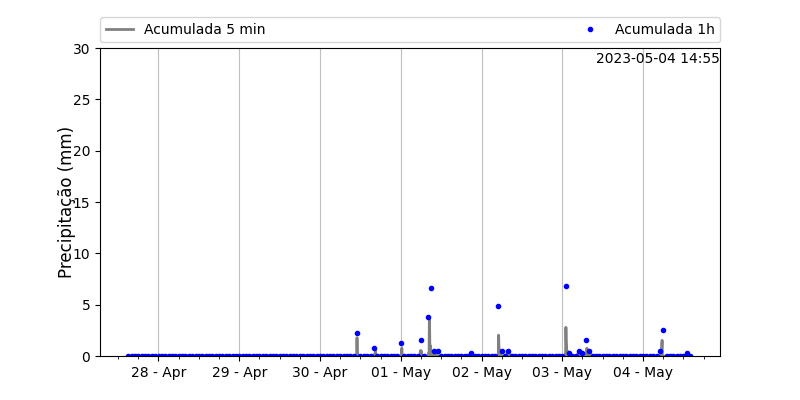 Acumulada 5 min
Acumulada 1h
2023-05-04 14:55
Precipitação (mm)
30
25
20
15
10
5
0
28 - Apr
29 - Apr
30 - Apr
01 - May
02 - May
03 - May
04 - May